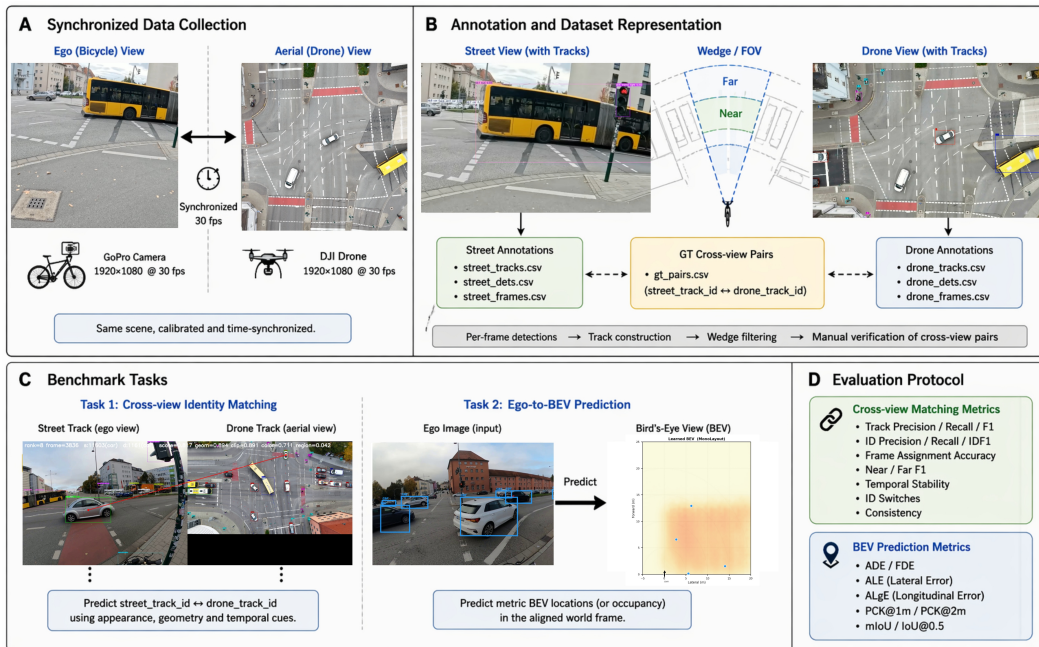 A Synchronized Data Collection
Ego (Bicycle) View
Aerial (Drone) View
Synchronized
30 fps
GoPro Camera
1920×1080 @ 30 fps
DJI Drone
1920×1080 @ 30 fps
Same scene, calibrated and time-synchronized.
B Annotation and Dataset Representation
Street View (with Tracks)
Wedge / FOV
Drone View (with Tracks)
Far
Near
Street Annotations
• street_tracks.csv
• street_dets.csv
• street_frames.csv
GT Cross-view Pairs
• gt_pairs.csv
(street_track_id ↔ drone_track_id)
Drone Annotations
• drone_tracks.csv
• drone_dets.csv
• drone_frames.csv
Per-frame detections → Track construction → Wedge filtering → Manual verification of cross-view pairs
C Benchmark Tasks
Task 1: Cross-view Identity Matching
Street Track (ego view)
Drone Track (aerial view)
Predict street_track_id ↔ drone_track_id
using appearance, geometry and temporal cues.
Task 2: Ego-to-BEV Prediction
Ego Image (input)
Predict
Bird's-Eye View (BEV)
Learned BEV (MonoLayout)
Forward (m)
Lateral (m)
Predict metric BEV locations (or occupancy)
in the aligned world frame.
D Evaluation Protocol
Cross-view Matching Metrics
• Track Precision / Recall / F1
• ID Precision / Recall / IDF1
• Frame Assignment Accuracy
• Near / Far F1
• Temporal Stability
• ID Switches
• Consistency
BEV Prediction Metrics
• ADE / FDE
• ALE (Lateral Error)
• ALgE (Longitudinal Error)
• PCK@1m / PCK@2m
• mIoU / IoU@0.5